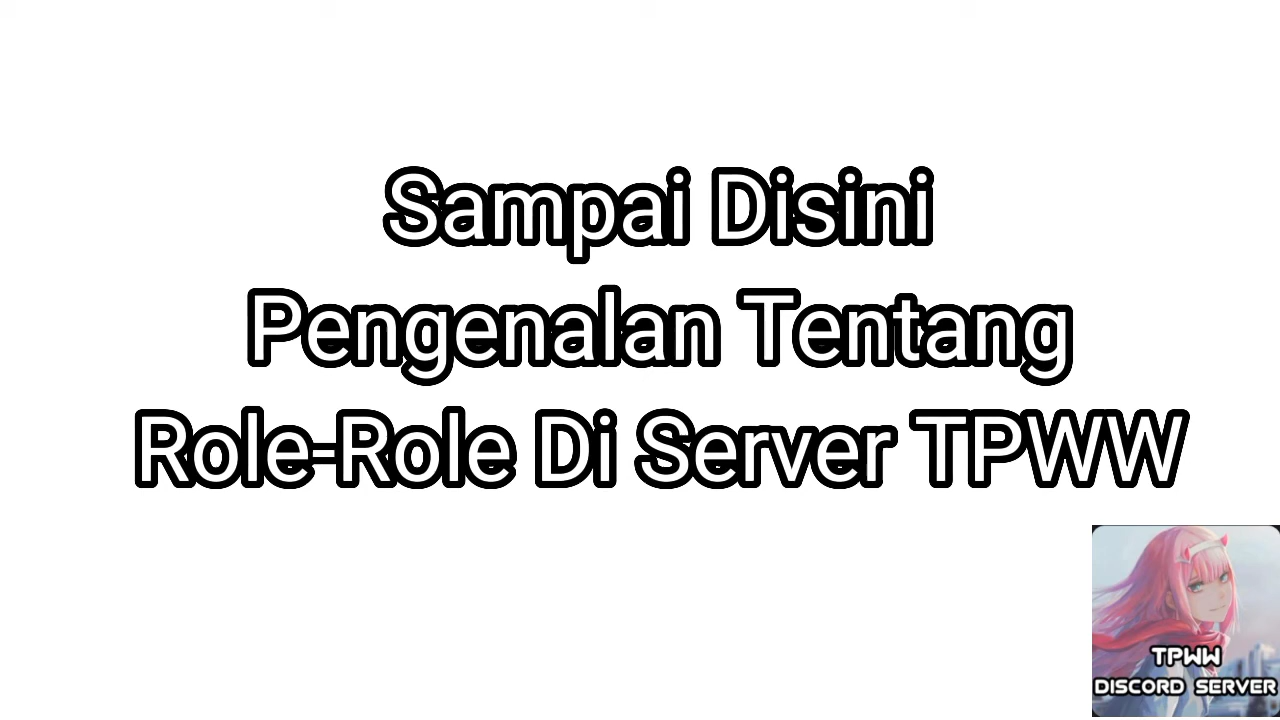 Sampai Disini
Pengenalan Tentang
Role-Role Di Server TPWW
TPWW
DISCORD SERVER